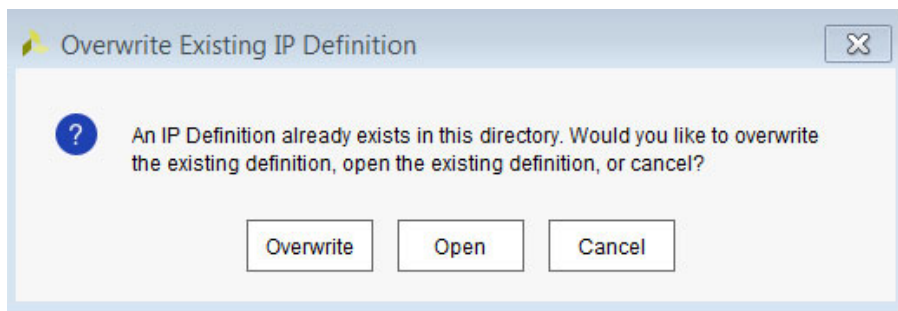 Overwrite Existing IP Definition
An IP Definition already exists in this directory. Would you like to overwrite
the existing definition, open the existing definition, or cancel?
Overwrite Open Cancel